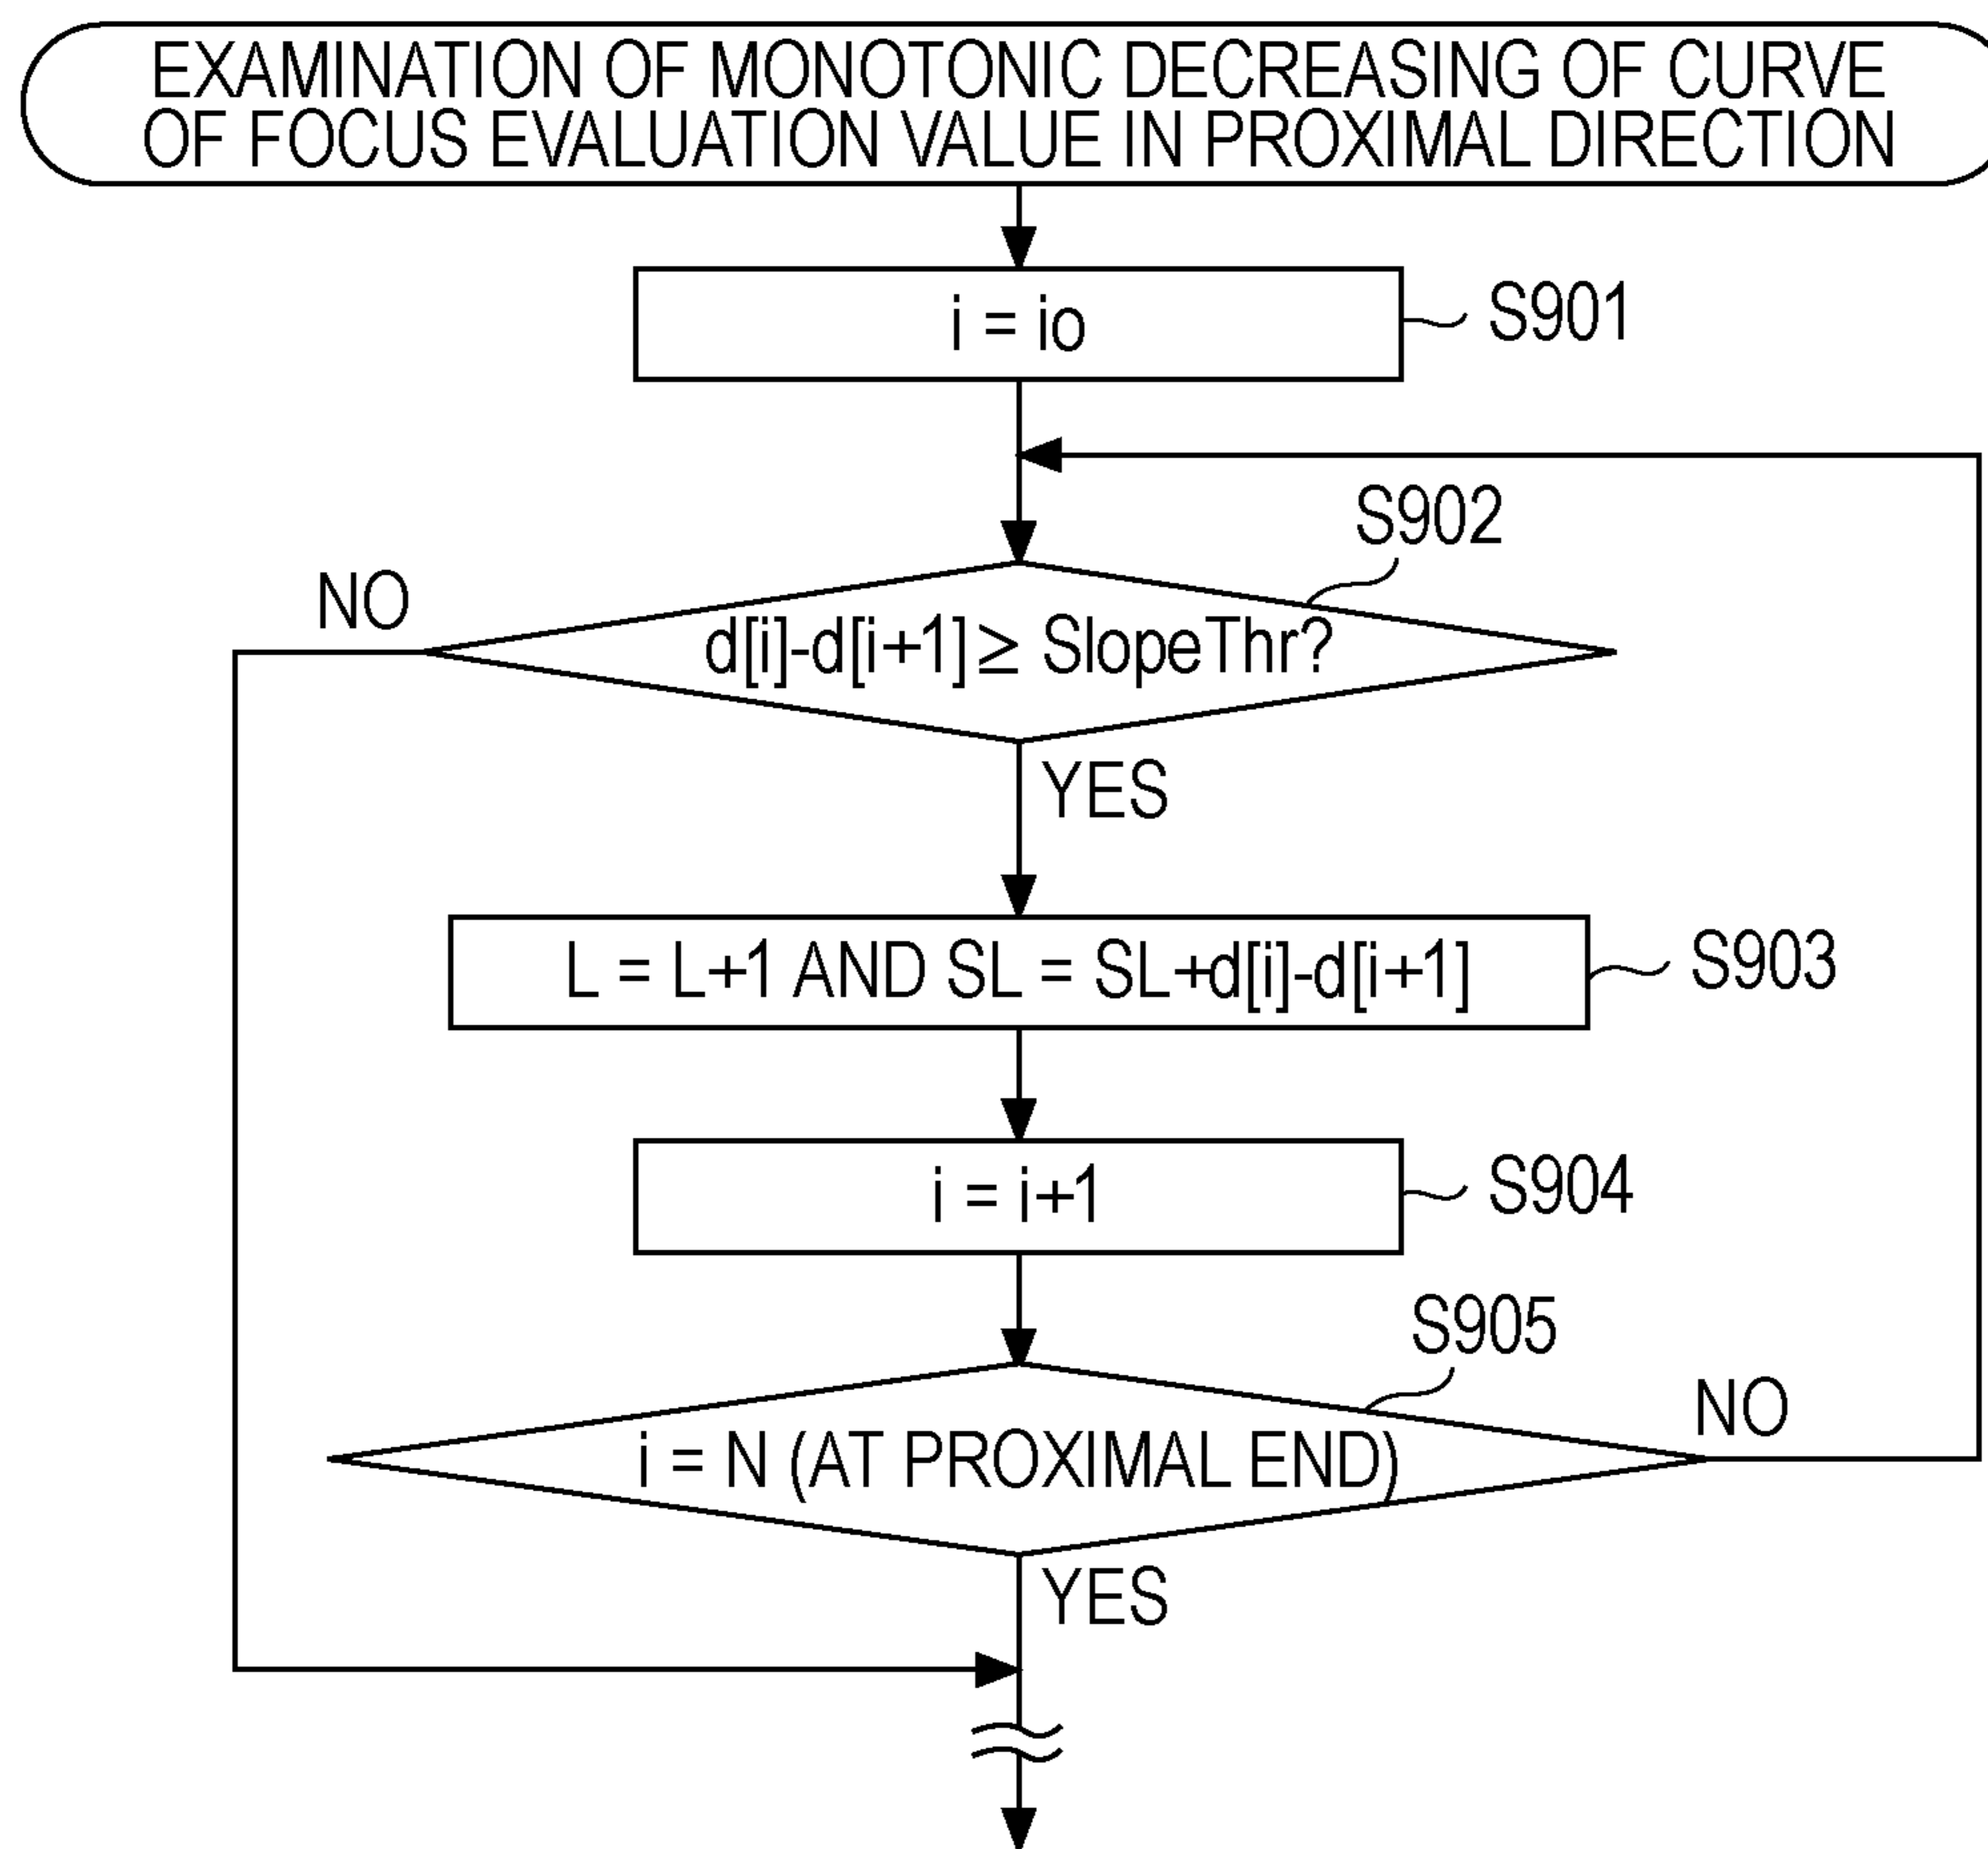 EXAMINATION OF MONOTONIC DECREASING OF CURVE
OF FOCUS EVALUATION VALUE IN PROXIMAL DIRECTION
i = io
S901
S902
NO
d[i]-d[i+1]≥ SlopeThr?
YES
L = L+1 AND SL = SL+d[i]-d[i+1]
S903
i = i+1
S904
S905
NO
i = N (AT PROXIMAL END)
YES